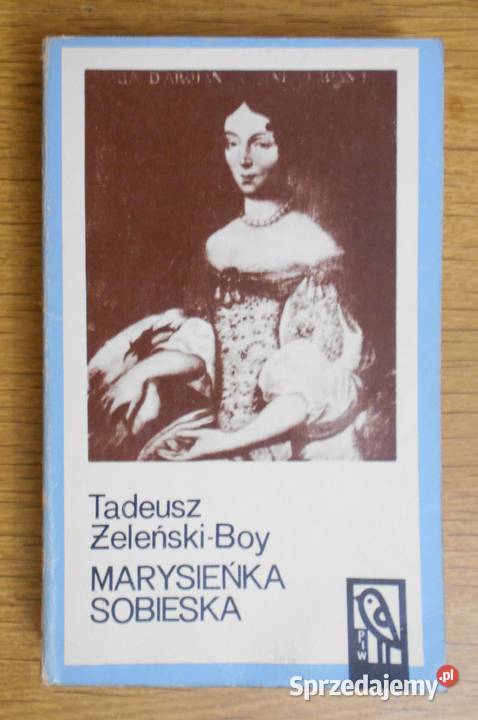 Tadeusz
Żeleński-Boy
MARYSIEŃKA
SOBIESKA
PIW
Sprzedajemy.pl